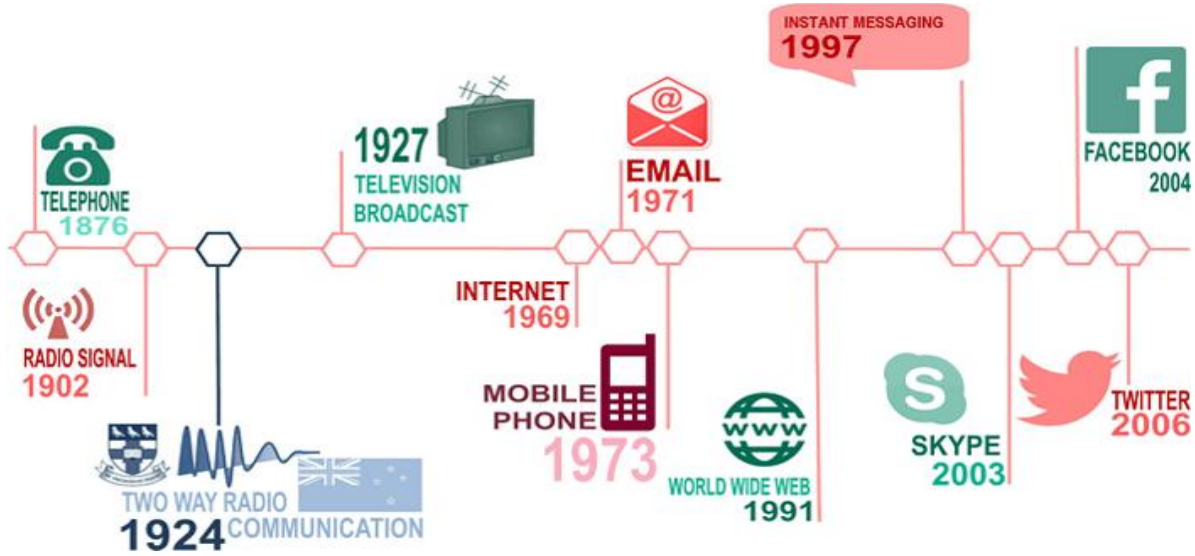 TELEPHONE
1876
RADIO SIGNAL
1902
TWO WAY RADIO
1924 COMMUNICATION
1927
TELEVISION
BROADCAST
INTERNET
1969
@
EMAIL
1971
MOBILE
PHONE
1973
WWW
WORLD WIDE WEB
1991
INSTANT MESSAGING
1997
S
SKYPE
2003
f
FACEBOOK
2004
TWITTER
2006